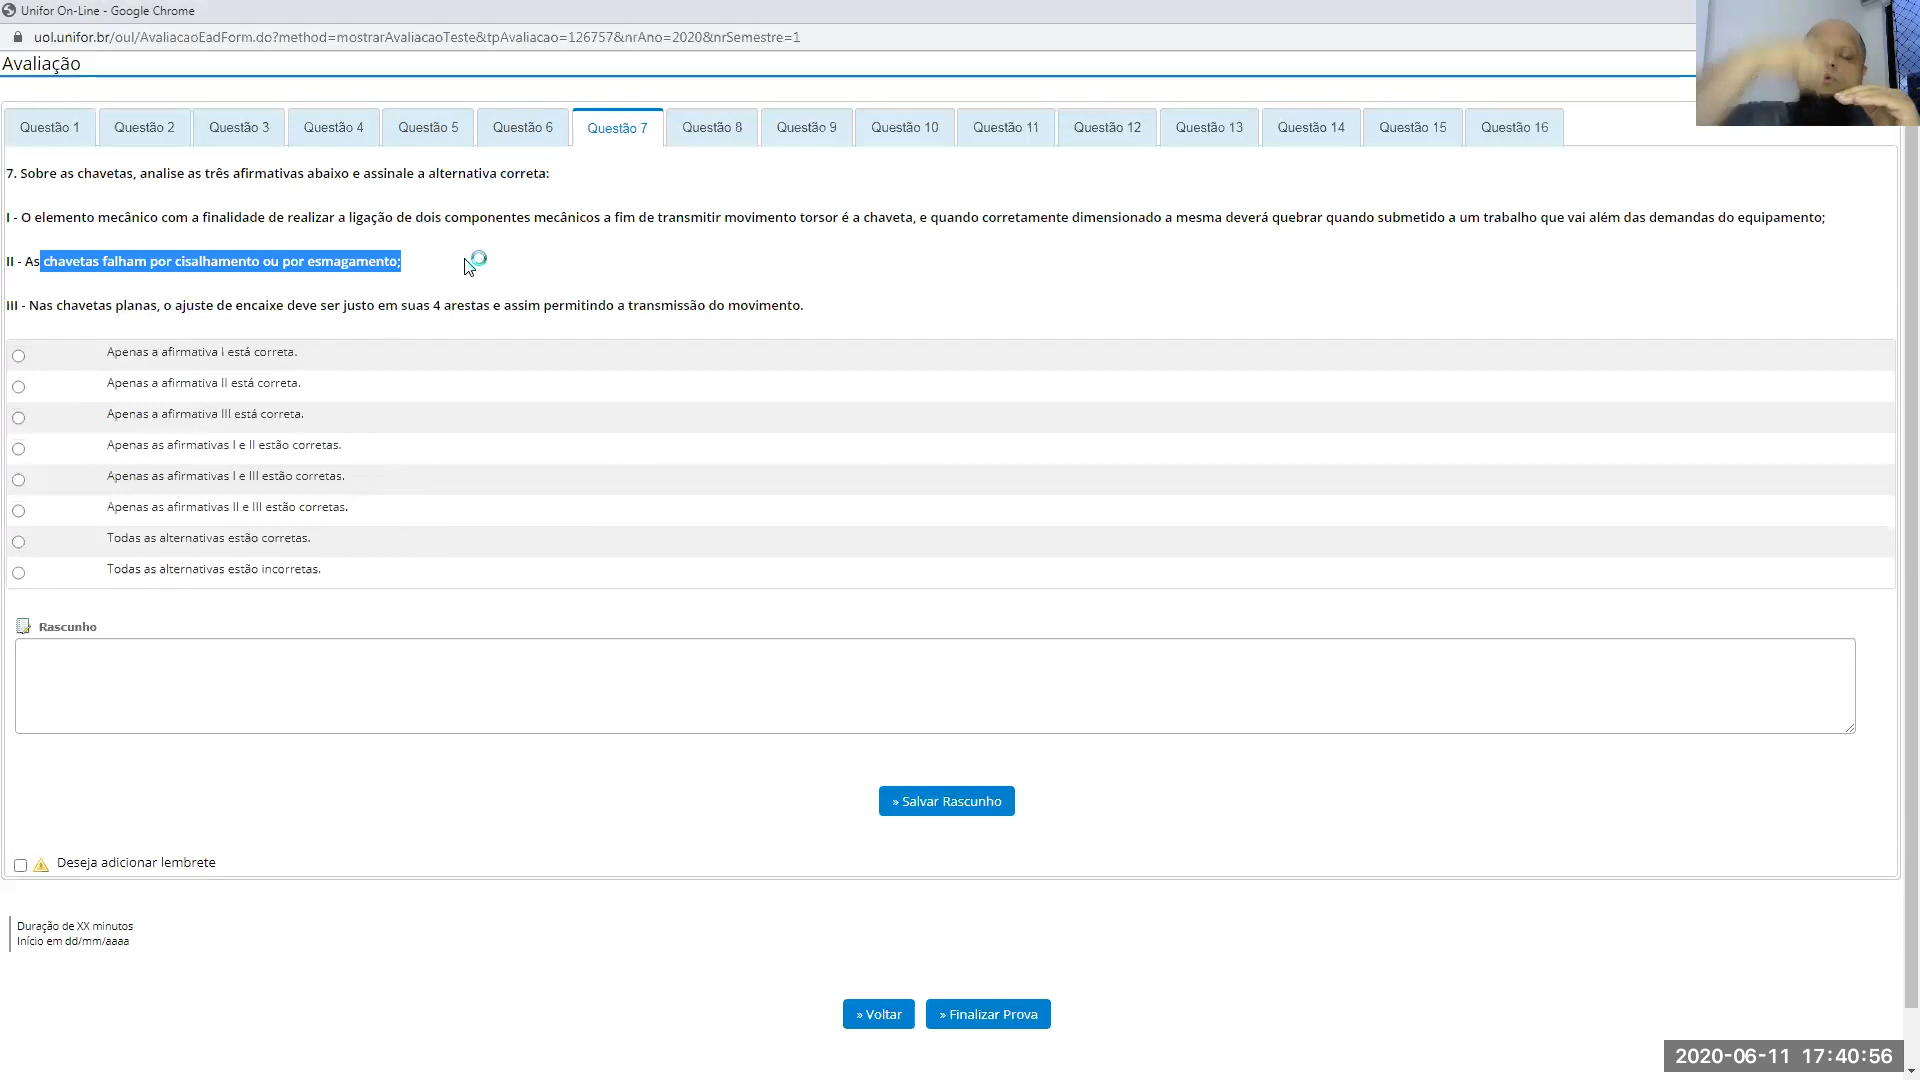 Unifor On-Line - Google Chrome
uol.unifor.br/oul/AvaliacaoEadForm.do?method=mostrarAvaliacaoTeste&tpAvaliacao=126757&nrAno=2020&nrSemestre=1
Avaliação
Questão 1 Questão 2 Questão 3 Questão 4 Questão 5 Questão 6 Questão 7 Questão 8 Questão 9 Questão 10 Questão 11 Questão 12 Questão 13 Questão 14 Questão 15 Questão 16
7. Sobre as chavetas, analise as três afirmativas abaixo e assinale a alternativa correta:
I - O elemento mecânico com a finalidade de realizar a ligação de dois componentes mecânicos a fim de transmitir movimento torsor é a chaveta, e quando corretamente dimensionado a mesma deverá quebrar quando submetido a um trabalho que vai além das demandas do equipamento;
II - As chavetas falham por cisalhamento ou por esmagamento;
III - Nas chavetas planas, o ajuste de encaixe deve ser justo em suas 4 arestas e assim permitindo a transmissão do movimento.
Apenas a afirmativa I está correta.
Apenas a afirmativa II está correta.
Apenas a afirmativa III está correta.
Apenas as afirmativas I e II estão corretas.
Apenas as afirmativas I e III estão corretas.
Apenas as afirmativas II e III estão corretas.
Todas as alternativas estão corretas.
Todas as alternativas estão incorretas.
Rascunho
» Salvar Rascunho
Deseja adicionar lembrete
Duração de XX minutos
Início em dd/mm/aaaa
» Voltar » Finalizar Prova
2020-06-11 17:40:56